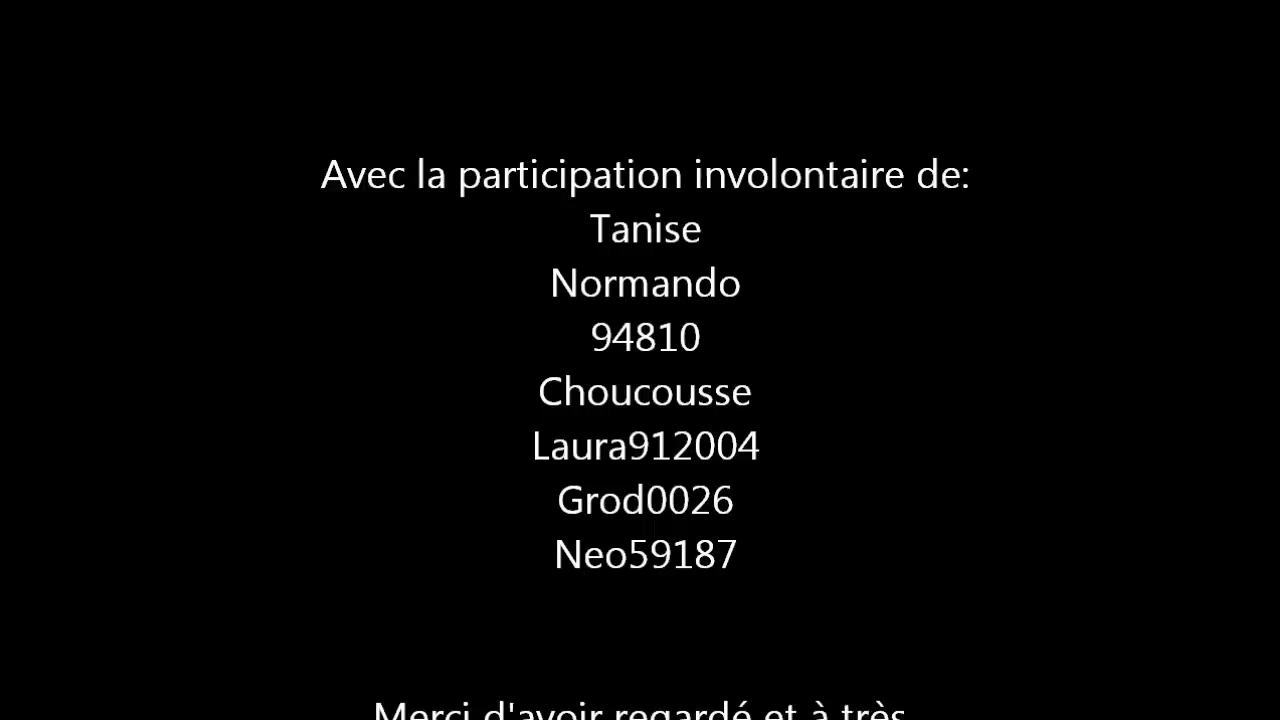 Avec la participation involontaire de:
Tanise
Normando
94810
Choucousse
Laura912004
Grod0026
Neo59187
Merci d'avoir regardé et à très